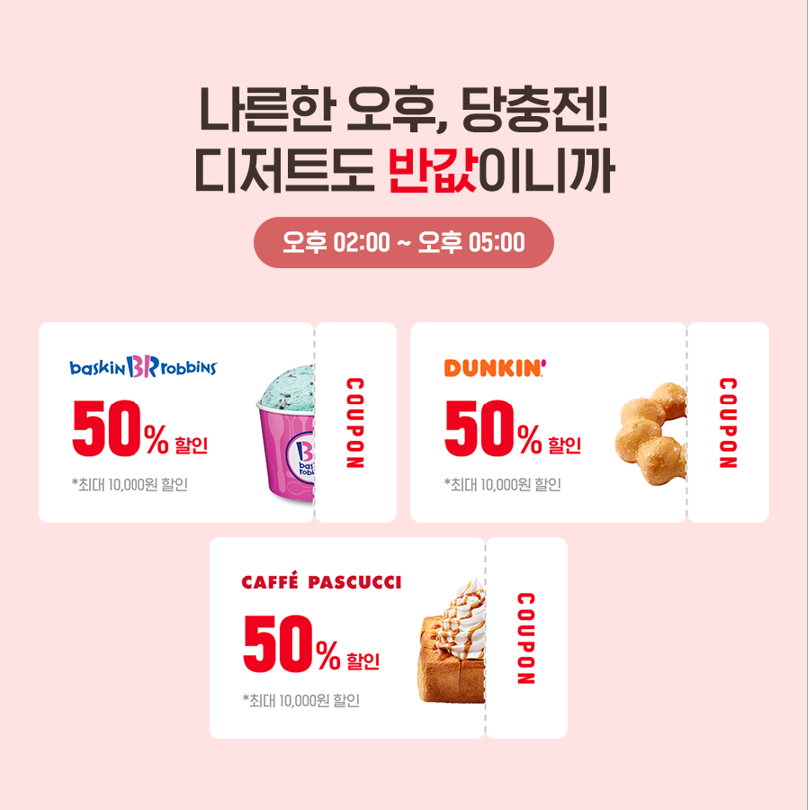 나른한 오후, 당충전!
디저트도 반값이니까
오후 02:00 ~ 오후 05:00
baskin BR robbins
50% 할인
*최대 10,000원 할인
COUPON
DUNKIN'
50% 할인
*최대 10,000원 할인
COUPON
CAFFÉ PASCUCCI
50% 할인
*최대 10,000원 할인
COUPON